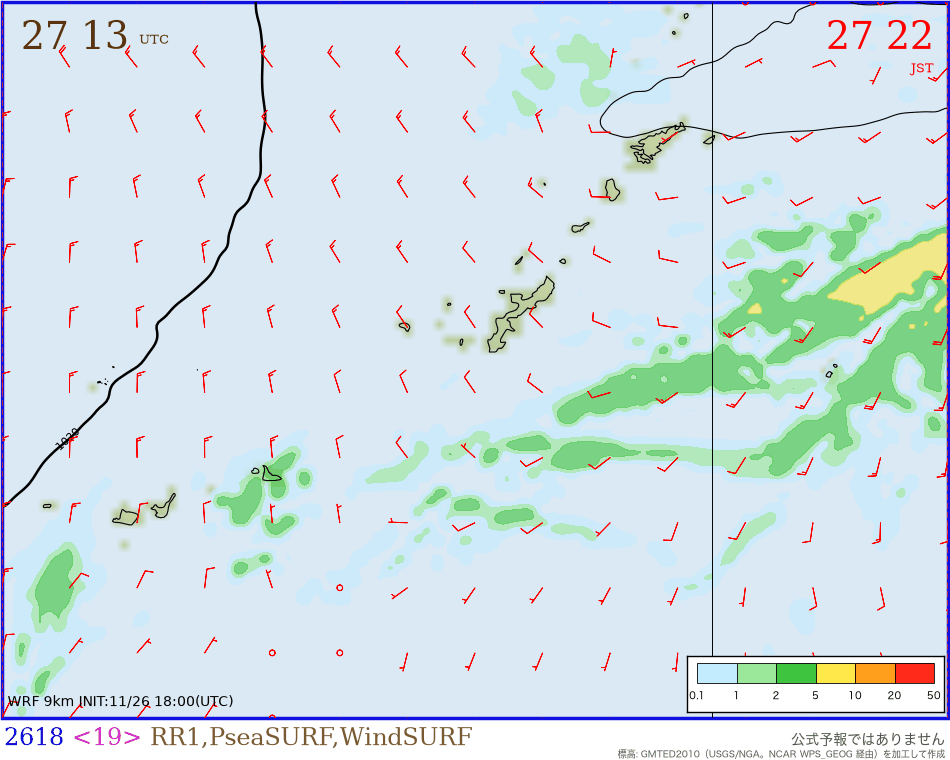 27 13 UTC
27 22
JST
1020
WRF 9km INIT:11/26 18:00(UTC)
0.1 1 2 5 10 20 50
2618 <19> RR1,PseaSURF,WindSURF
公式予報ではありません
標高: GMTED2010（USGS/NGA。NCAR WPS_GEOG 経由）を加工して作成